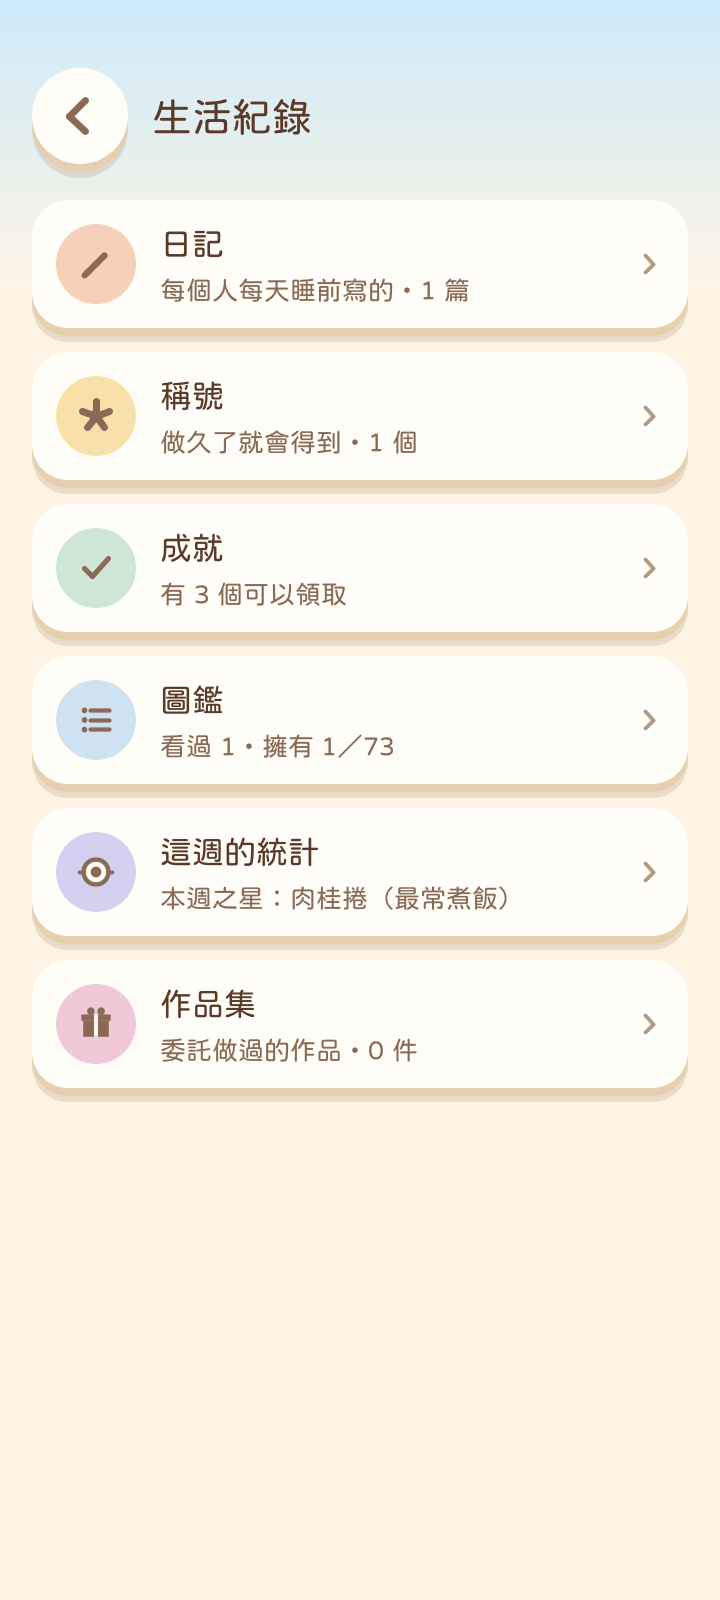 生活紀錄
日記
每個人每天睡前寫的・1 篇
稱號
做久了就會得到・1 個
成就
有 3 個可以領取
圖鑑
看過 1・擁有 1／73
這週的統計
本週之星：肉桂捲（最常煮飯）
作品集
委託做過的作品・0 件